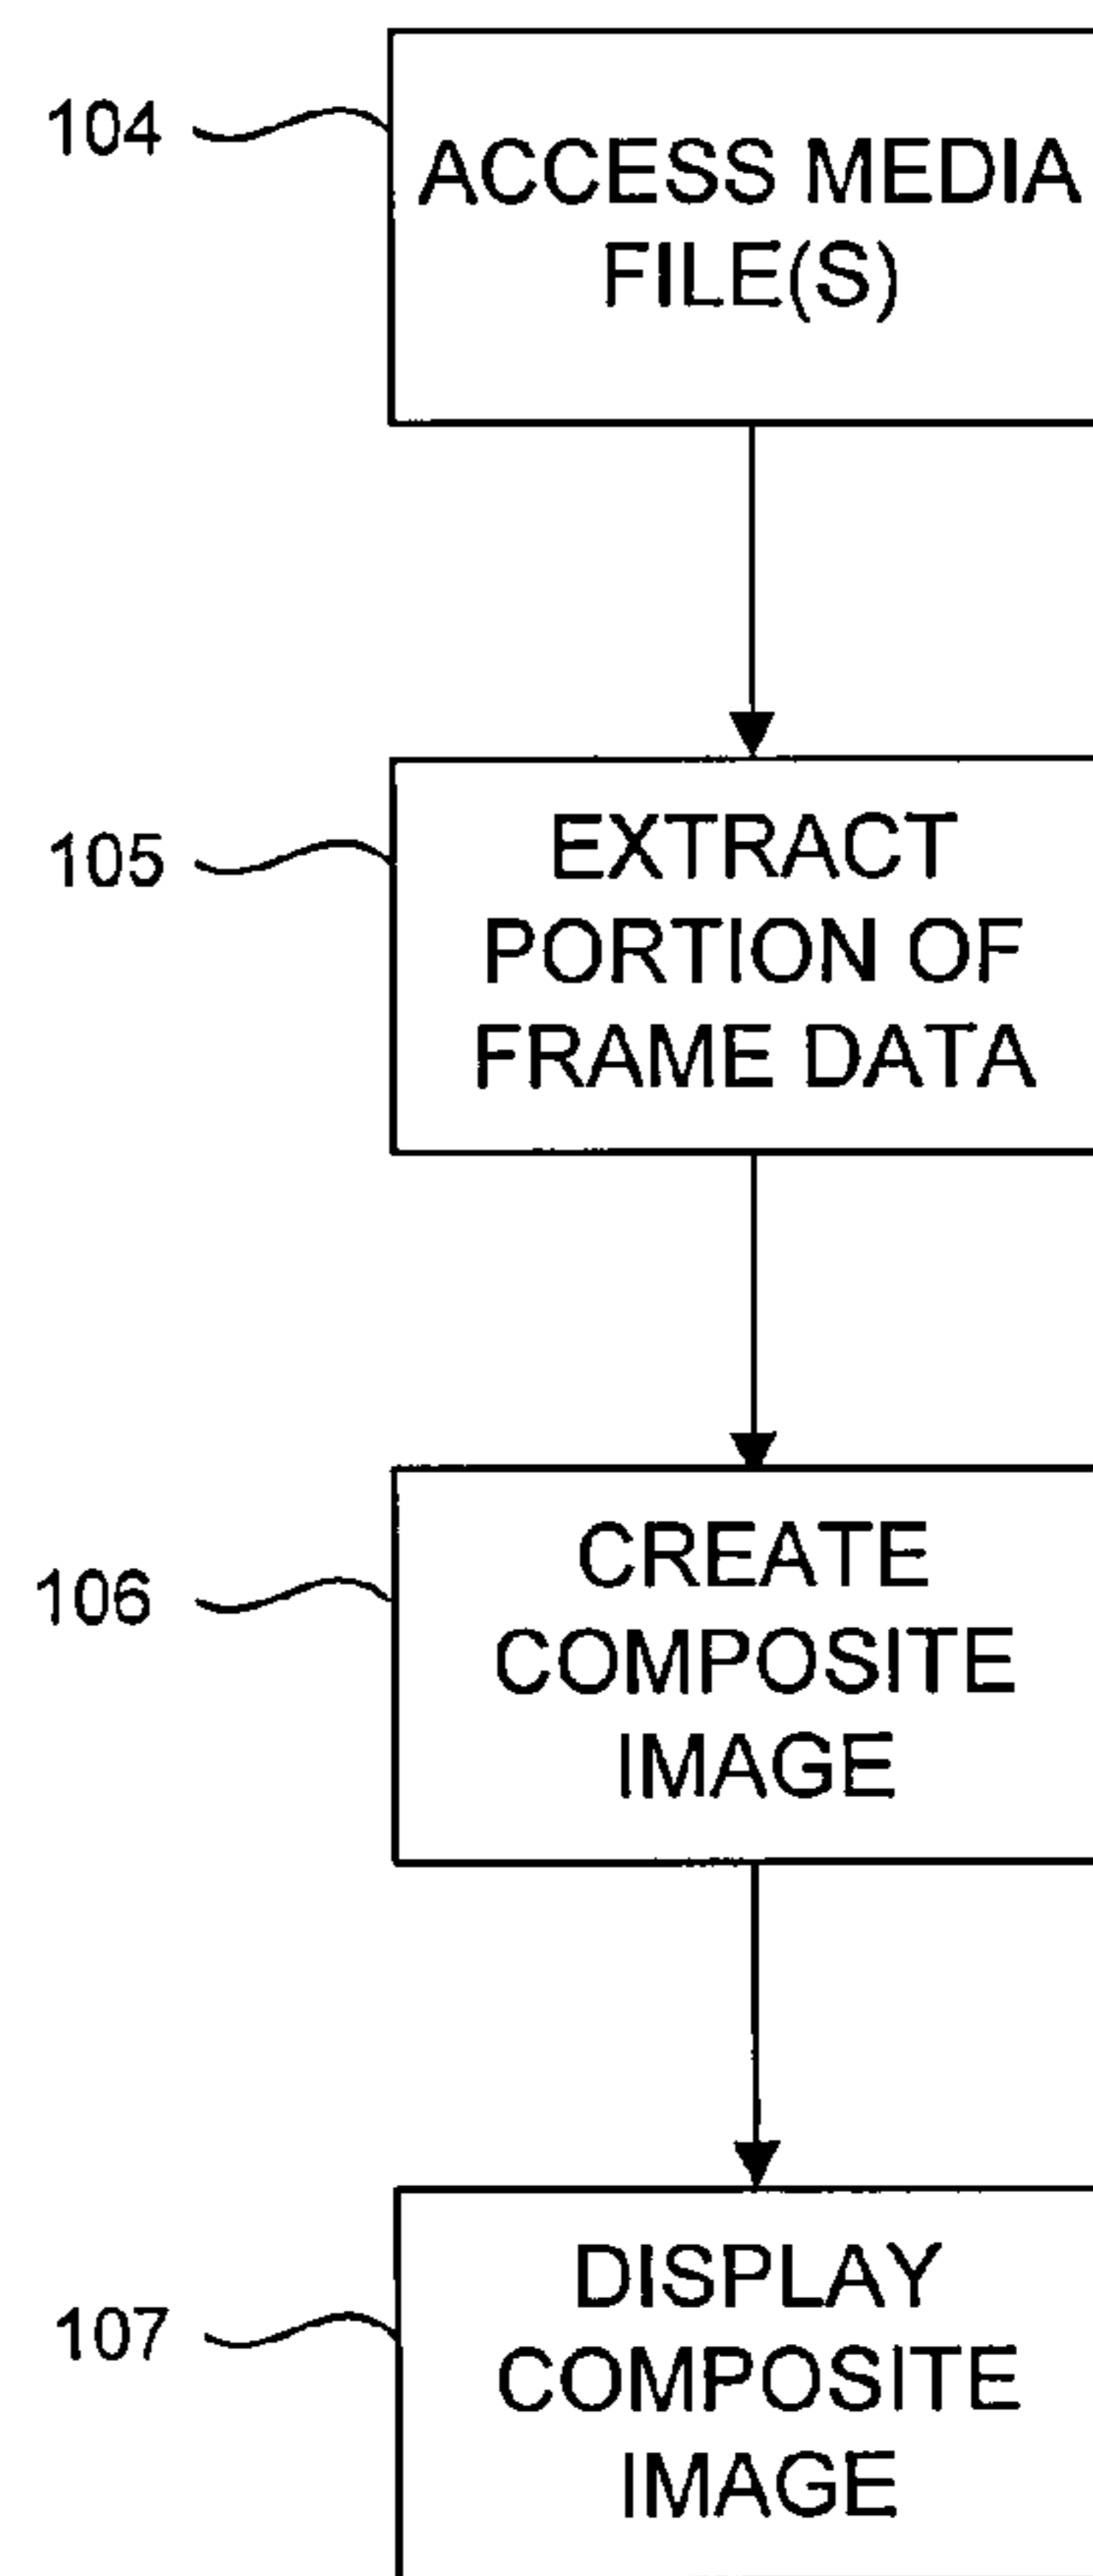 104
ACCESS MEDIA
FILE(S)
105
EXTRACT
PORTION OF
FRAME DATA
106
CREATE
COMPOSITE
IMAGE
107
DISPLAY
COMPOSITE
IMAGE